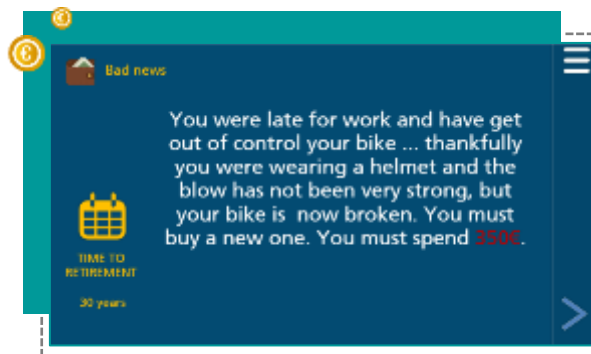 Bad news
You were late for work and have get
out of control your bike ... thankfully
you were wearing a helmet and the
blow has not been very strong, but
your bike is now broken. You must
buy a new one. You must spend 350€.
TIME TO
RETIREMENT
30 years